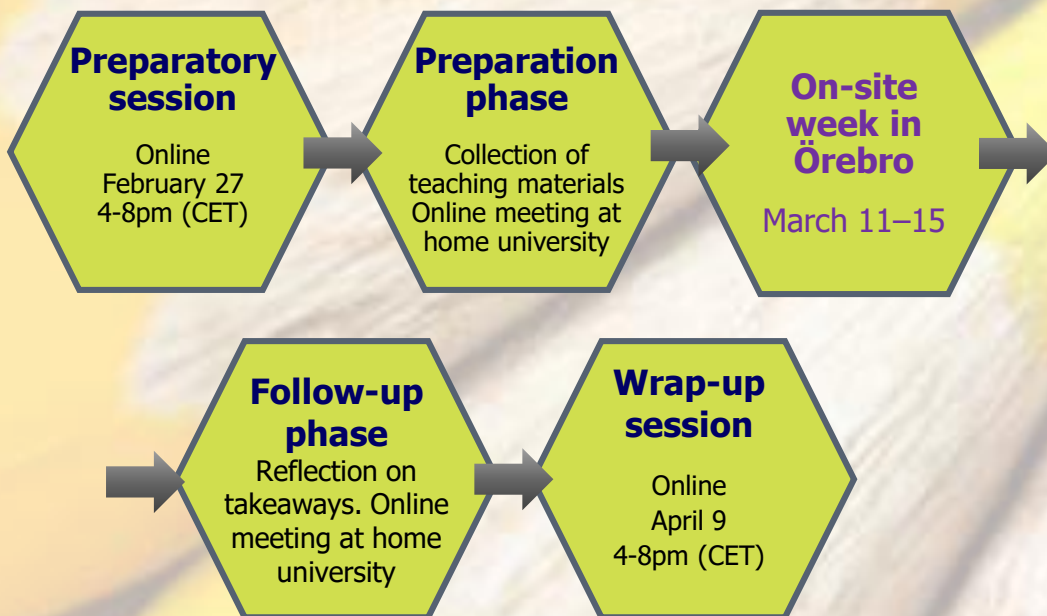 Preparatory
session
Online
February 27
4-8pm (CET)
Preparation
phase
Collection of
teaching materials
Online meeting at
home university
On-site
week in
Örebro
March 11–15
Follow-up
phase
Reflection on
takeaways. Online
meeting at home
university
Wrap-up
session
Online
April 9
4-8pm (CET)